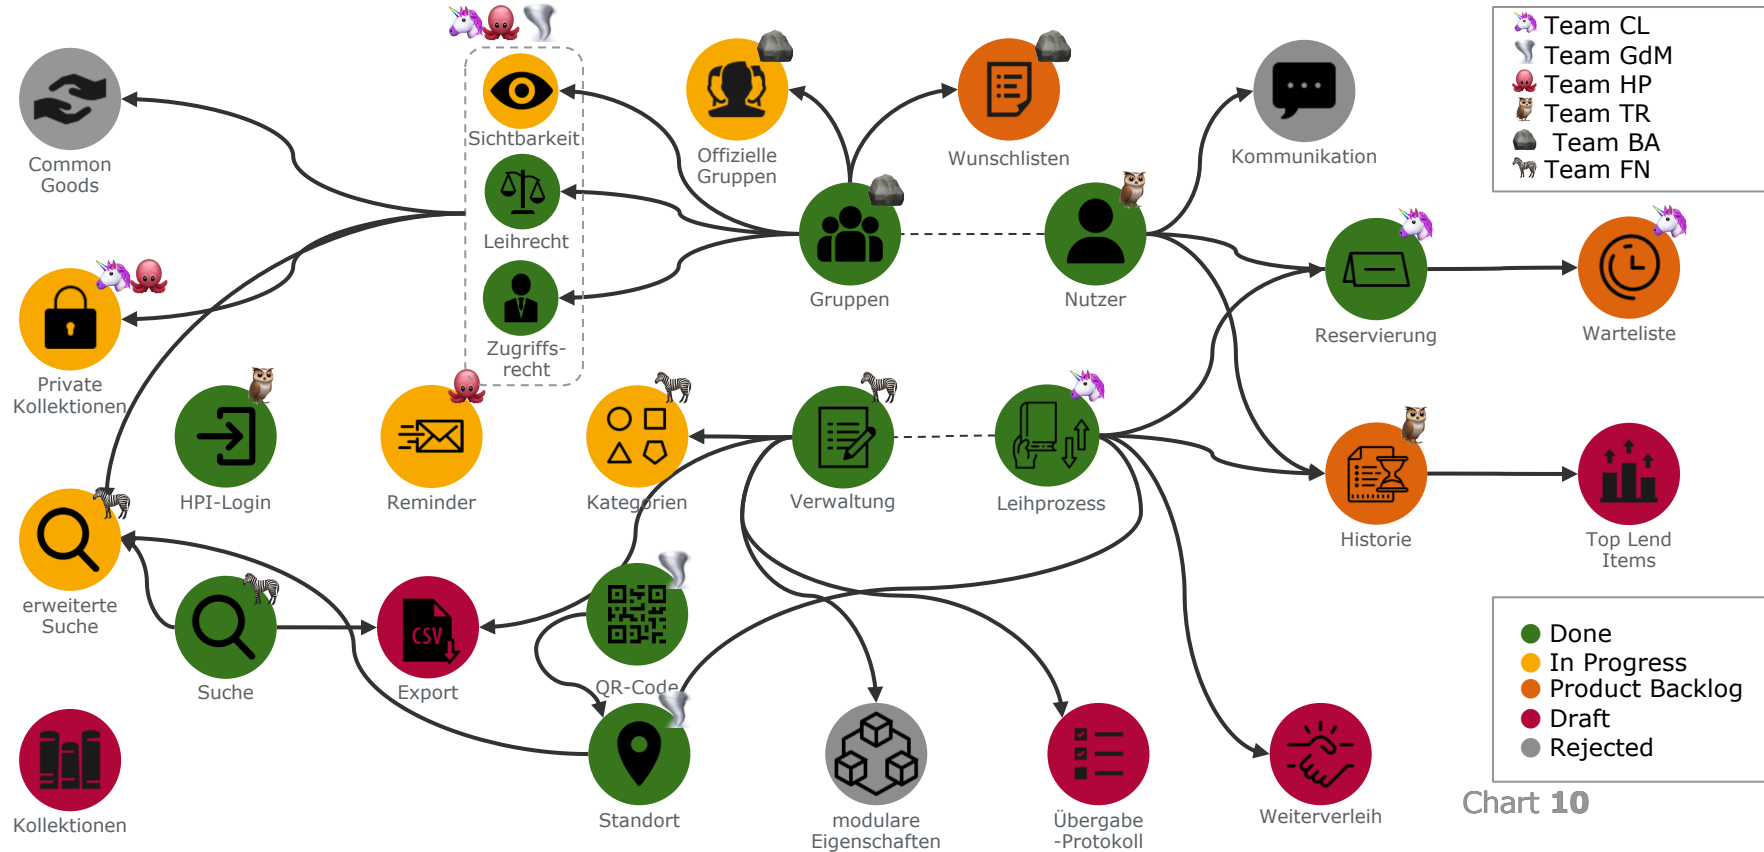 Team CL
Team GdM
Team HP
Team TR
Team BA
Team FN
Common
Goods
Sichtbarkeit
Offizielle
Gruppen
Wunschlisten
Kommunikation
Leihrecht
Zugriffs-
recht
Gruppen
Nutzer
Reservierung
Warteliste
Private
Kollektionen
HPI-Login
Reminder
Kategorien
Verwaltung
Leihprozess
Historie
Top Lend
Items
erweiterte
Suche
Suche
CSV
Export
QR-Code
Kollektionen
Standort
modulare
Eigenschaften
Übergabe
-Protokoll
Weiterverleih
Done
In Progress
Product Backlog
Draft
Rejected
Chart 10